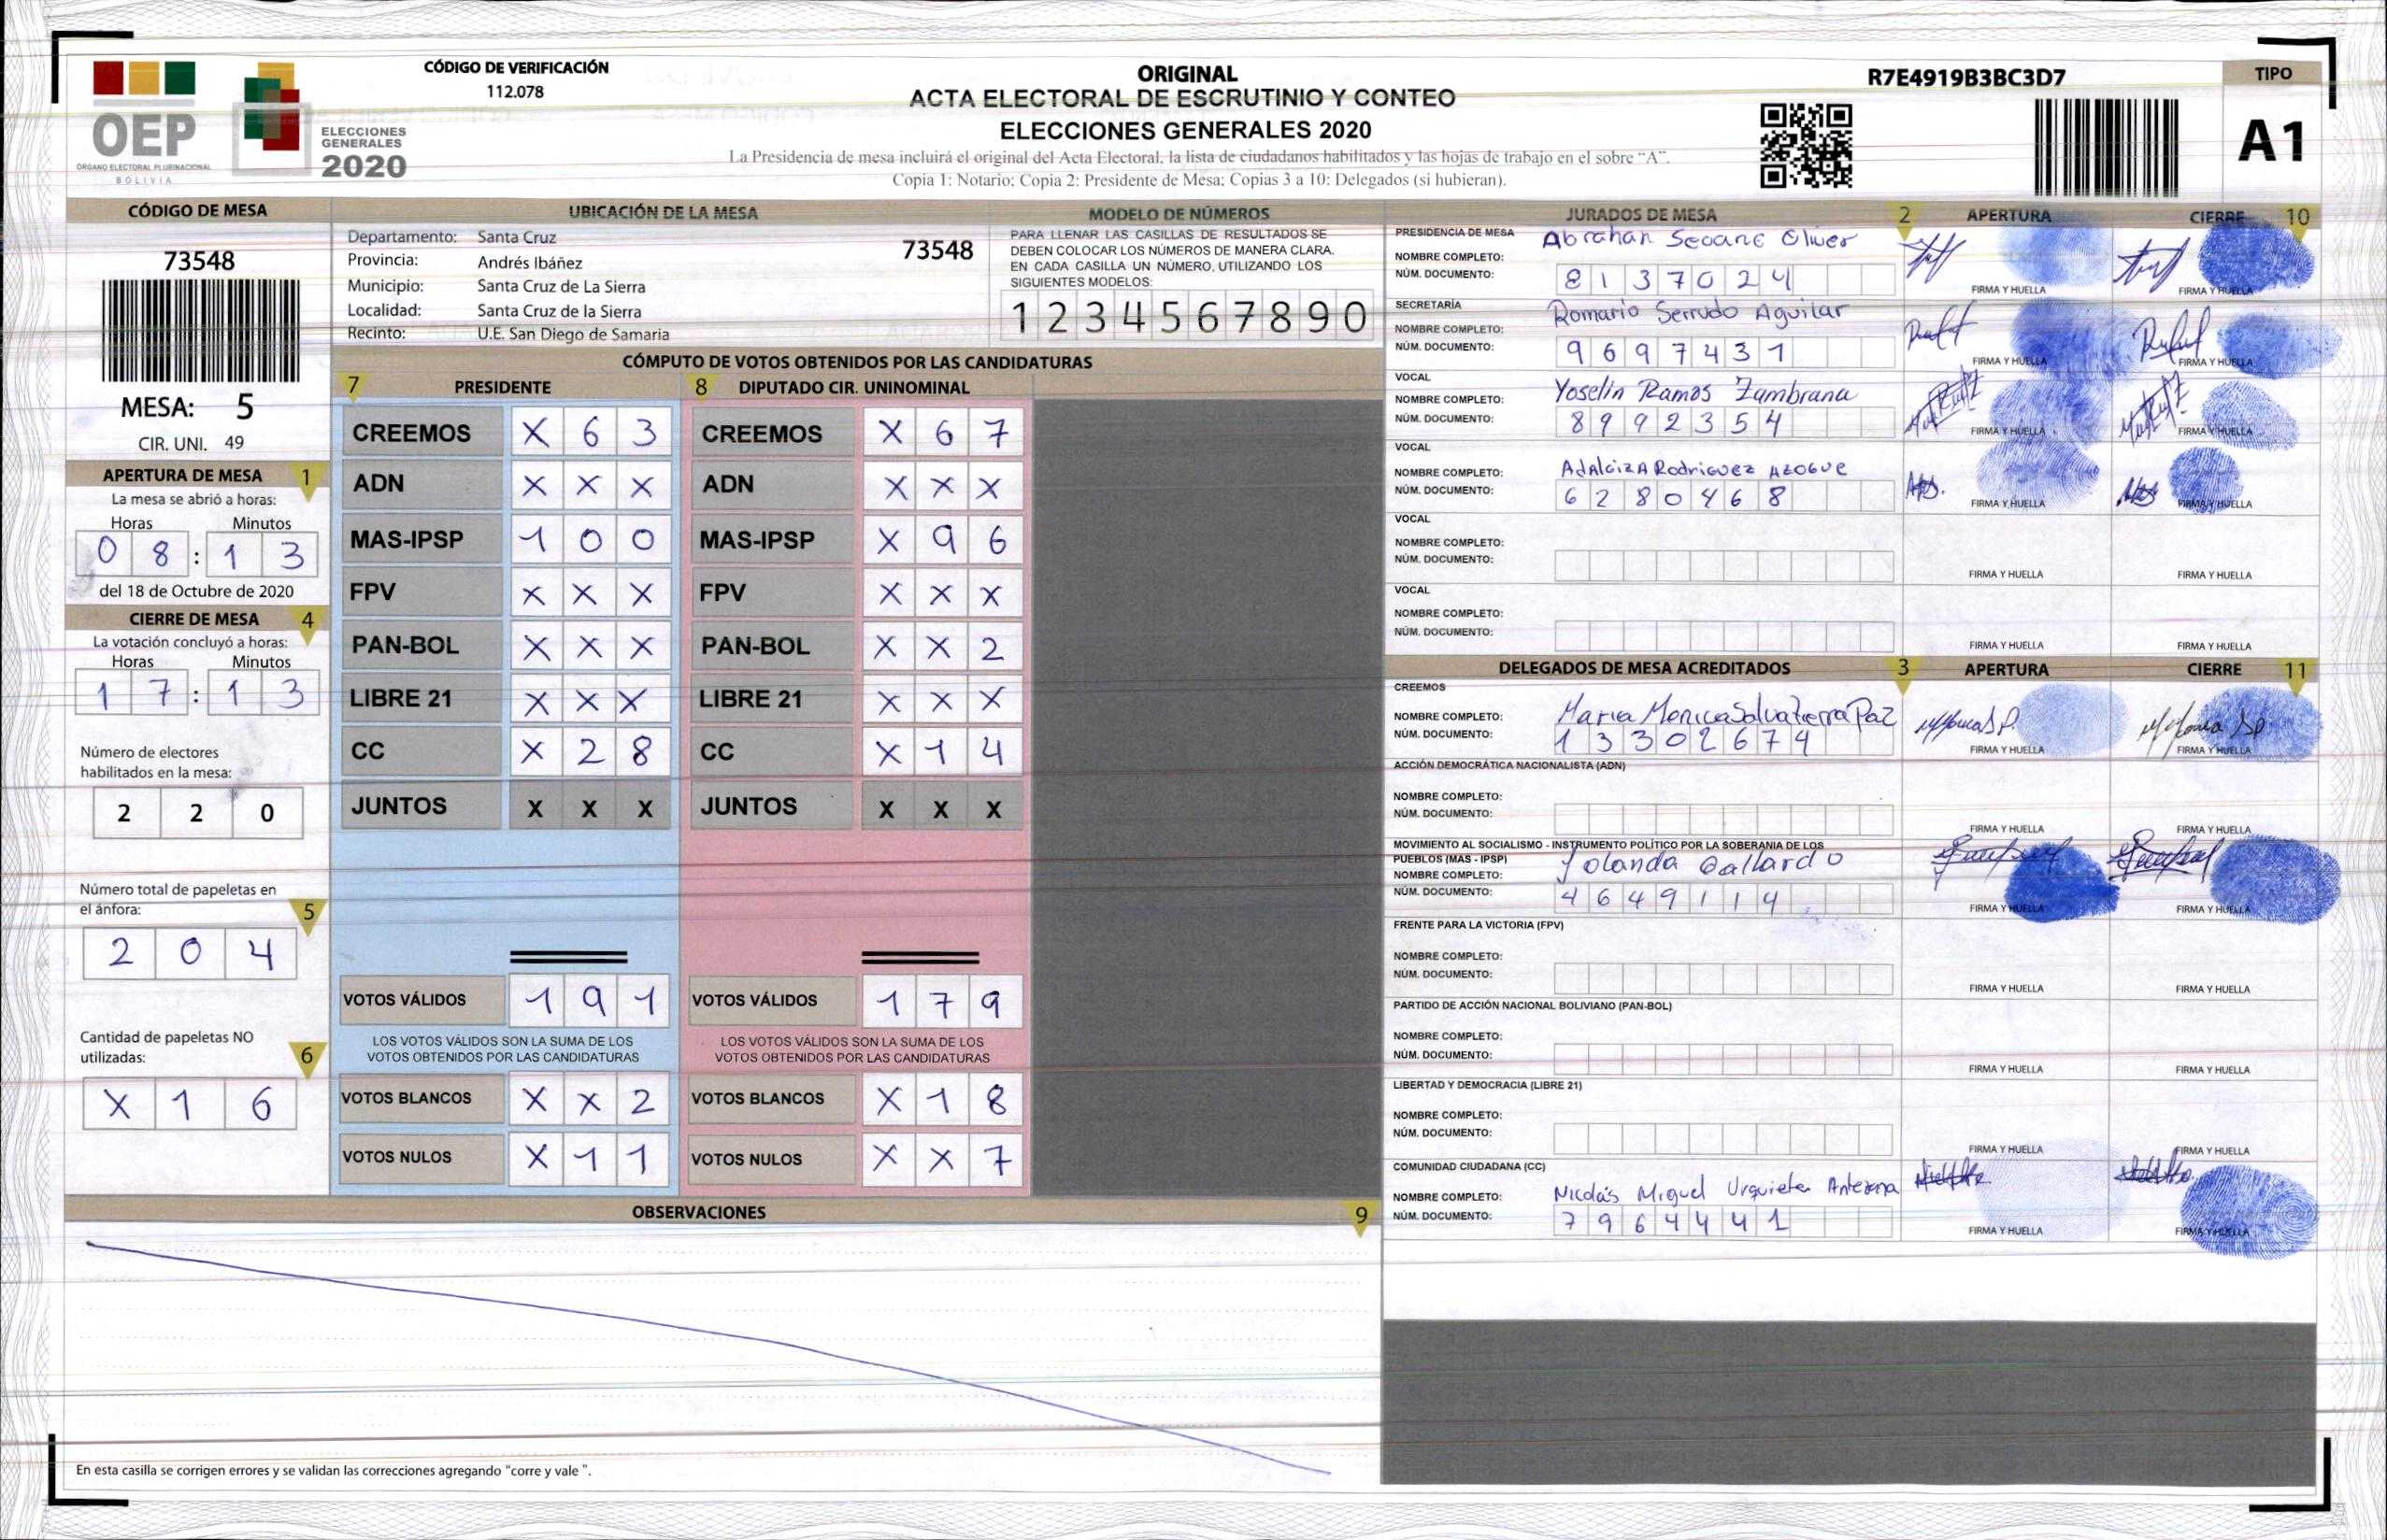 CÓDIGO DE VERIFICACIÓN
112.078
OEP
ÓRGANO ELECTORAL PLURINACIONAL
BOLIVIA
ELECCIONES
GENERALES
2020
ORIGINAL
ACTA ELECTORAL DE ESCRUTINIO Y CONTEO
ELECCIONES GENERALES 2020
La Presidencia de mesa incluirá el original del Acta Electoral, la lista de ciudadanos habilitados y las hojas de trabajo en el sobre "A".
Copia 1: Notario; Copia 2: Presidente de Mesa; Copias 3 a 10: Delegados (si hubieran).
R7E4919B3BC3D7
TIPO
A1
CÓDIGO DE MESA
73548
MESA: 5
CIR. UNI. 49
APERTURA DE MESA 1
La mesa se abrió a horas:
Horas Minutos
0 8 : 1 3
del 18 de Octubre de 2020
CIERRE DE MESA 4
La votación concluyó a horas:
Horas Minutos
1 7 : 1 3
Número de electores
habilitados en la mesa:
2 2 0
Número total de papeletas en
el ánfora:
5
2 0 4
Cantidad de papeletas NO
utilizadas:
6
X 1 6
UBICACIÓN DE LA MESA
Departamento: Santa Cruz
73548
Provincia: Andrés Ibáñez
Municipio: Santa Cruz de La Sierra
Localidad: Santa Cruz de la Sierra
Recinto: U.E. San Diego de Samaria
MODELO DE NÚMEROS
PARA LLENAR LAS CASILLAS DE RESULTADOS SE
DEBEN COLOCAR LOS NÚMEROS DE MANERA CLARA.
EN CADA CASILLA UN NÚMERO, UTILIZANDO LOS
SIGUIENTES MODELOS:
1 2 3 4 5 6 7 8 9 0
CÓMPUTO DE VOTOS OBTENIDOS POR LAS CANDIDATURAS
7 PRESIDENTE 8 DIPUTADO CIR. UNINOMINAL
CREEMOS X 6 3 CREEMOS X 6 7
ADN X X X ADN X X X
MAS-IPSP 1 0 0 MAS-IPSP X 9 6
FPV X X X FPV X X X
PAN-BOL X X X PAN-BOL X X 2
LIBRE 21 X X X LIBRE 21 X X X
CC X 2 8 CC X 1 4
JUNTOS X X X JUNTOS X X X
VOTOS VÁLIDOS 1 9 1 VOTOS VÁLIDOS 1 7 9
LOS VOTOS VÁLIDOS SON LA SUMA DE LOS LOS VOTOS VÁLIDOS SON LA SUMA DE LOS
VOTOS OBTENIDOS POR LAS CANDIDATURAS VOTOS OBTENIDOS POR LAS CANDIDATURAS
VOTOS BLANCOS X X 2 VOTOS BLANCOS X 1 8
VOTOS NULOS X 1 1 VOTOS NULOS X X 7
OBSERVACIONES 9
En esta casilla se corrigen errores y se validan las correcciones agregando "corre y vale ".
JURADOS DE MESA 2 APERTURA CIERRE 10
PRESIDENCIA DE MESA
NOMBRE COMPLETO: Abrahan Seoane Oliver
NÚM. DOCUMENTO: 8 1 3 7 0 2 4
FIRMA Y HUELLA FIRMA Y HUELLA
SECRETARÍA
NOMBRE COMPLETO: Romario Serrudo Aguilar
NÚM. DOCUMENTO: 9 6 9 7 4 3 1
FIRMA Y HUELLA FIRMA Y HUELLA
VOCAL
NOMBRE COMPLETO: Yoselin Ramos Zambrana
NÚM. DOCUMENTO: 8 9 9 2 3 5 4
FIRMA Y HUELLA FIRMA Y HUELLA
VOCAL
NOMBRE COMPLETO: AdAlcizA Rodriguez Azogue
NÚM. DOCUMENTO: 6 2 8 0 4 6 8
FIRMA Y HUELLA FIRMA Y HUELLA
VOCAL
NOMBRE COMPLETO:
NÚM. DOCUMENTO:
FIRMA Y HUELLA FIRMA Y HUELLA
VOCAL
NOMBRE COMPLETO:
NÚM. DOCUMENTO:
FIRMA Y HUELLA FIRMA Y HUELLA
DELEGADOS DE MESA ACREDITADOS 3 APERTURA CIERRE 11
CREEMOS
NOMBRE COMPLETO: Maria Monica Salvatierra Paz
NÚM. DOCUMENTO: 1 3 3 0 2 6 7 4
FIRMA Y HUELLA FIRMA Y HUELLA
ACCIÓN DEMOCRÁTICA NACIONALISTA (ADN)
NOMBRE COMPLETO:
NÚM. DOCUMENTO:
FIRMA Y HUELLA FIRMA Y HUELLA
MOVIMIENTO AL SOCIALISMO - INSTRUMENTO POLÍTICO POR LA SOBERANIA DE LOS
PUEBLOS (MAS - IPSP)
NOMBRE COMPLETO: Yolanda Gallardo
NÚM. DOCUMENTO: 4 6 4 9 1 1 4
FIRMA Y HUELLA FIRMA Y HUELLA
FRENTE PARA LA VICTORIA (FPV)
NOMBRE COMPLETO:
NÚM. DOCUMENTO:
FIRMA Y HUELLA FIRMA Y HUELLA
PARTIDO DE ACCIÓN NACIONAL BOLIVIANO (PAN-BOL)
NOMBRE COMPLETO:
NÚM. DOCUMENTO:
FIRMA Y HUELLA FIRMA Y HUELLA
LIBERTAD Y DEMOCRACIA (LIBRE 21)
NOMBRE COMPLETO:
NÚM. DOCUMENTO:
FIRMA Y HUELLA FIRMA Y HUELLA
COMUNIDAD CIUDADANA (CC)
NOMBRE COMPLETO: Nicolás Miguel Urquieta Antezana
NÚM. DOCUMENTO: 7 9 6 4 4 4 1
FIRMA Y HUELLA FIRMA Y HUELLA